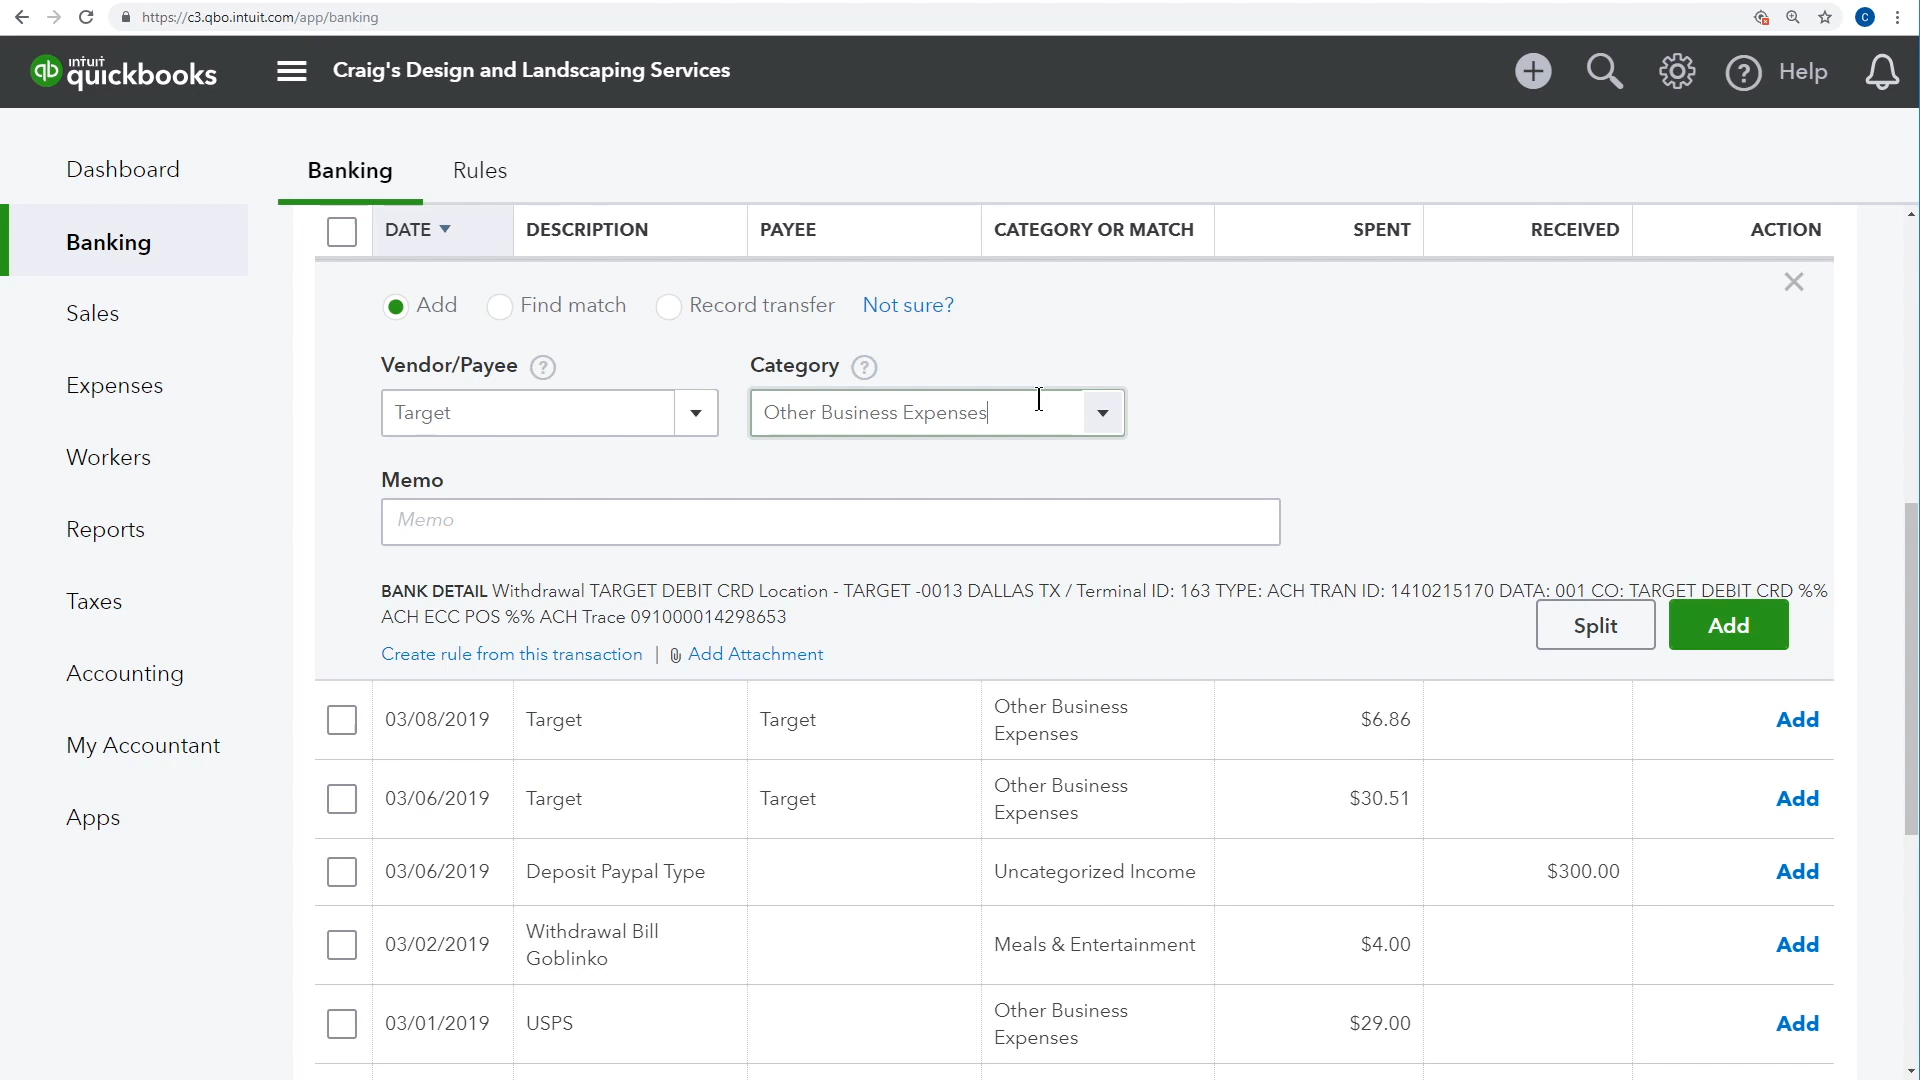 https://c3.qbo.intuit.com/app/banking
C
qb intuit quickbooks
Craig's Design and Landscaping Services
? Help
Dashboard
Banking
Sales
Expenses
Workers
Reports
Taxes
Accounting
My Accountant
Apps
Banking Rules
DATE DESCRIPTION PAYEE CATEGORY OR MATCH SPENT RECEIVED ACTION
Add Find match Record transfer Not sure?
Vendor/Payee ? Category ?
Target Other Business Expenses
Memo
Memo
BANK DETAIL Withdrawal TARGET DEBIT CRD Location - TARGET -0013 DALLAS TX / Terminal ID: 163 TYPE: ACH TRAN ID: 1410215170 DATA: 001 CO: TARGET DEBIT CRD %%
ACH ECC POS %% ACH Trace 091000014298653
Split Add
Create rule from this transaction | Add Attachment
03/08/2019 Target Target Other Business Expenses $6.86 Add
03/06/2019 Target Target Other Business Expenses $30.51 Add
03/06/2019 Deposit Paypal Type Uncategorized Income $300.00 Add
03/02/2019 Withdrawal Bill Goblinko Meals & Entertainment $4.00 Add
03/01/2019 USPS Other Business Expenses $29.00 Add